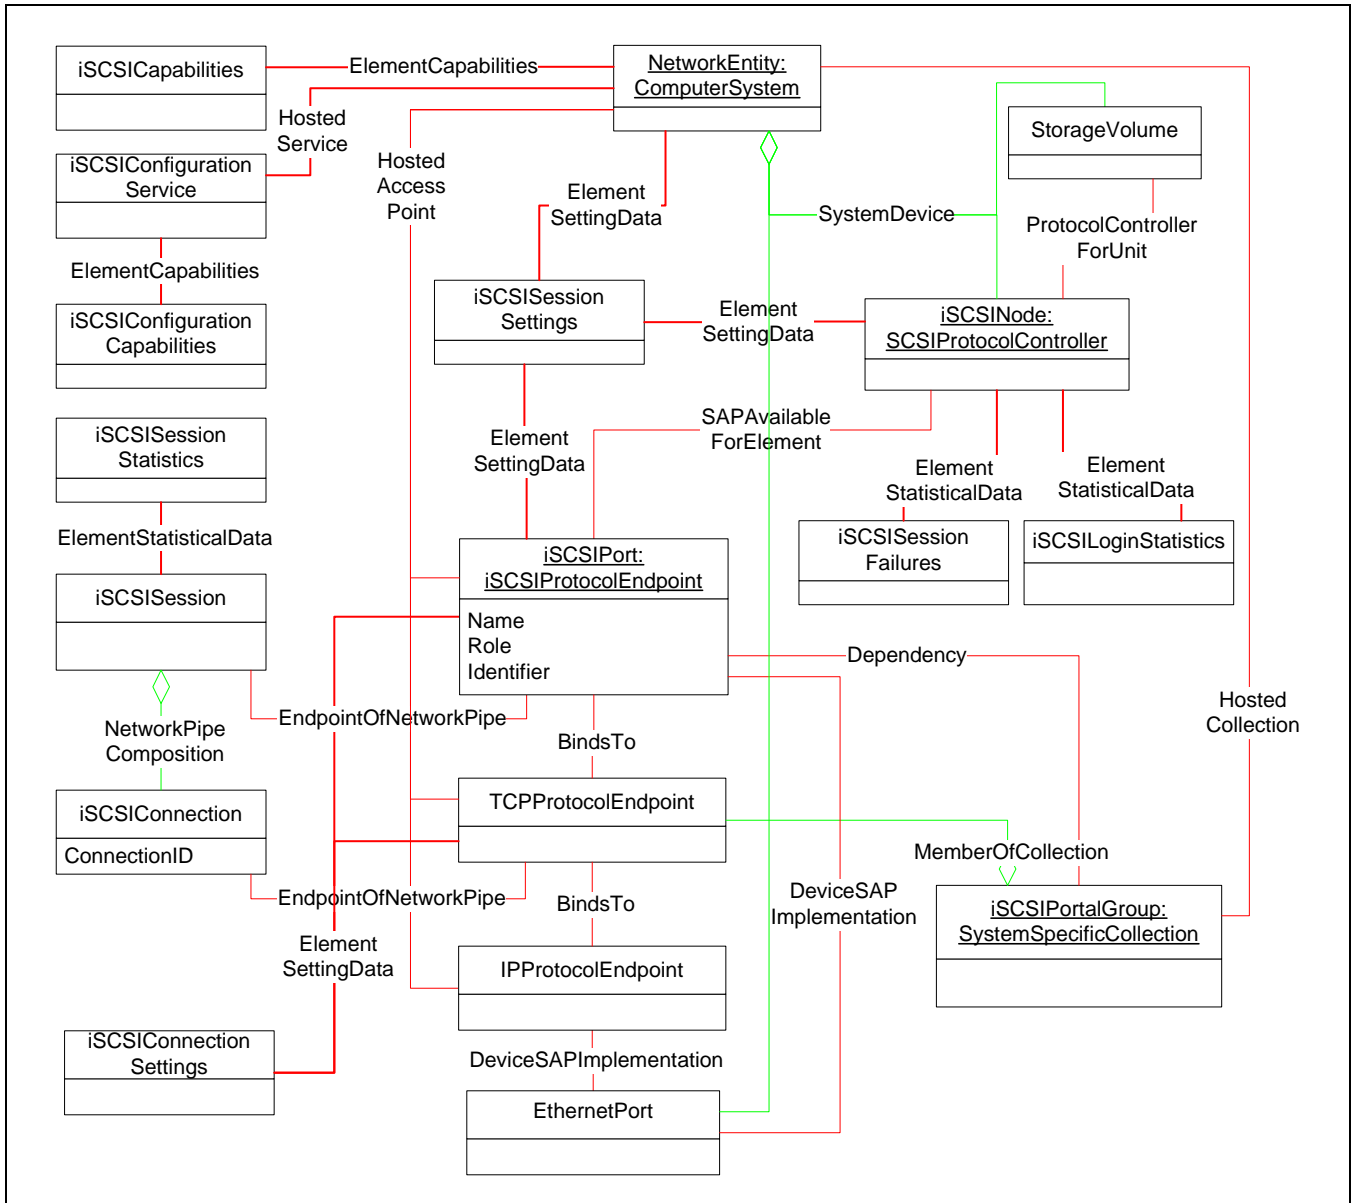 iSCSICapabilities
ElementCapabilities
NetworkEntity:
ComputerSystem
StorageVolume
Hosted
Service
Hosted
Access
Point
iSCSIConfiguration
Service
Element
SettingData
SystemDevice
ProtocolController
ForUnit
ElementCapabilities
iSCSISession
Settings
Element
SettingData
iSCSINode:
SCSIProtocolController
iSCSIConfiguration
Capabilities
SAPAvailable
ForElement
iSCSISession
Statistics
Element
SettingData
Element
StatisticalData
Element
StatisticalData
ElementStatisticalData
iSCSISession
Failures
iSCSILoginStatistics
iSCSISession
iSCSIPort:
iSCSIProtocolEndpoint
Name
Role
Identifier
Dependency
Hosted
Collection
EndpointOfNetworkPipe
NetworkPipe
Composition
BindsTo
iSCSIConnection
ConnectionID
TCPProtocolEndpoint
MemberOfCollection
EndpointOfNetworkPipe
BindsTo
DeviceSAP
Implementation
iSCSIPortalGroup:
SystemSpecificCollection
Element
SettingData
IPProtocolEndpoint
iSCSIConnection
Settings
DeviceSAPImplementation
EthernetPort